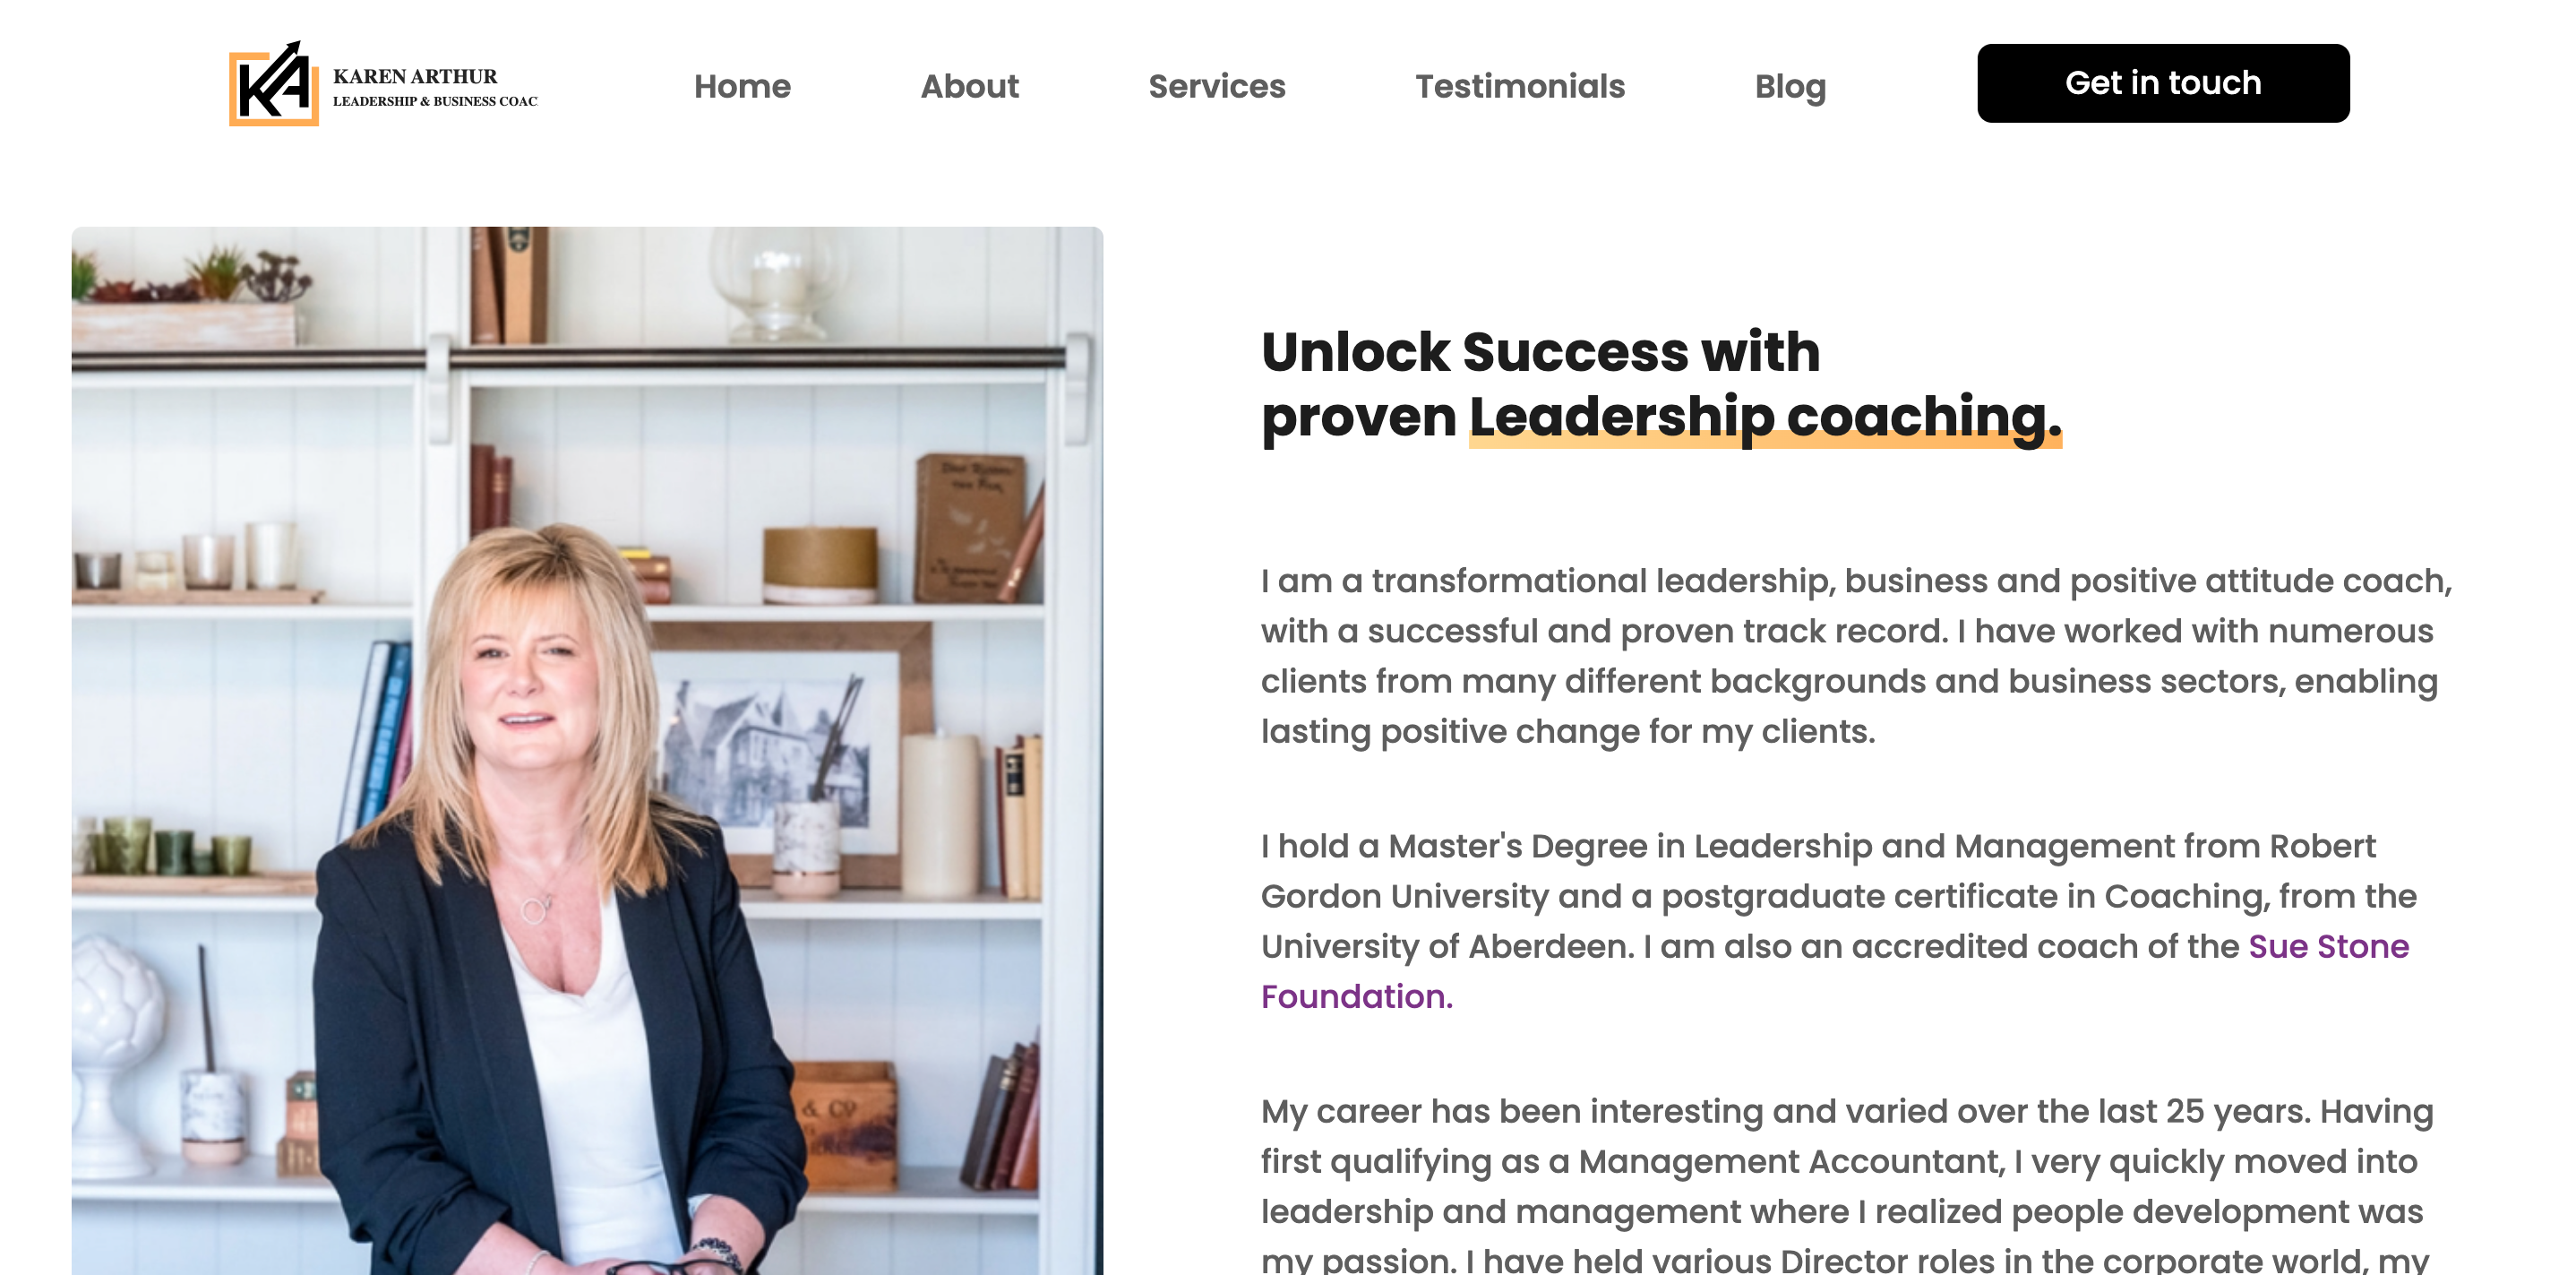 KA
KAREN ARTHUR
LEADERSHIP & BUSINESS COAC
Home
About
Services
Testimonials
Blog
Get in touch
Unlock Success with
proven Leadership coaching.
I am a transformational leadership, business and positive attitude coach,
with a successful and proven track record. I have worked with numerous
clients from many different backgrounds and business sectors, enabling
lasting positive change for my clients.
I hold a Master's Degree in Leadership and Management from Robert
Gordon University and a postgraduate certificate in Coaching, from the
University of Aberdeen. I am also an accredited coach of the Sue Stone
Foundation.
My career has been interesting and varied over the last 25 years. Having
first qualifying as a Management Accountant, I very quickly moved into
leadership and management where I realized people development was
my passion. I have held various Director roles in the corporate world, my
& CO